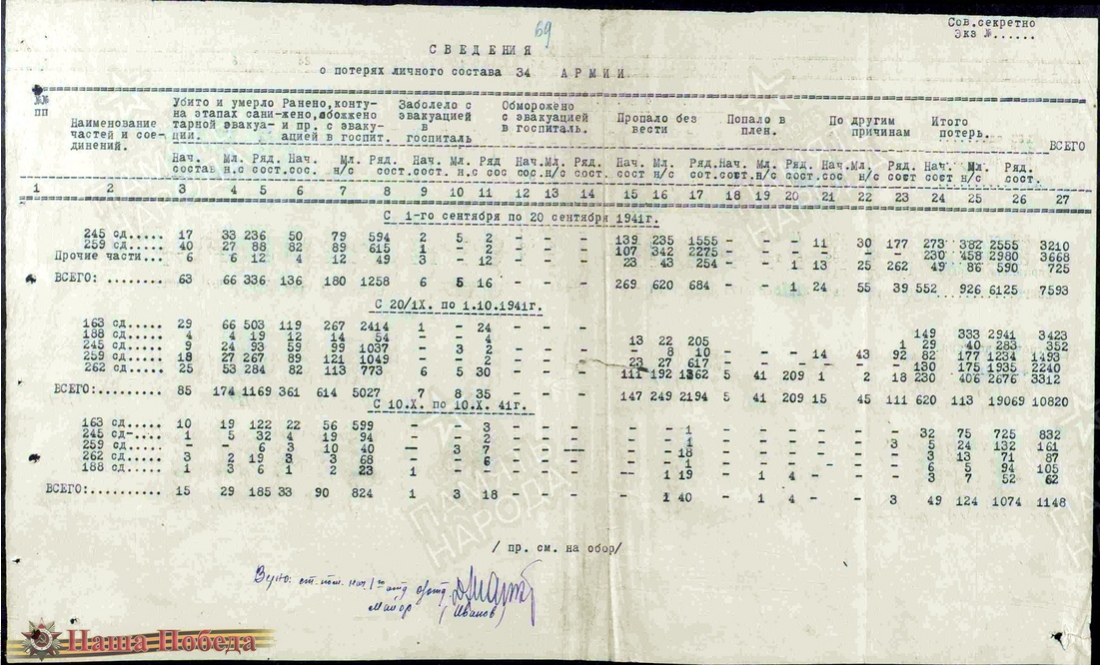 69
Сов.секретно
Экз №......
СВЕДЕНИЯ
о потерях личного состава 34 АРМИИ
№№ пп | Наименование частей и сое- динений. | Убито и умерло на этапах сани- тарной эвакуа- ции. | Ранено,конту- жено,обожжено и пр. с эваку- ацией в госпит. | Заболело с эвакуацией в госпиталь | Обморожено с эвакуацией в госпиталь. | Пропало без вести | Попало в плен. | По другим причинам | Итого потерь. | ВСЕГО
Нач. состав Мл. н.с Ряд. сост. Нач. сос. Мл. н/с Ряд. сост. Нач. сост. Мл. н.с Ряд сос Нач. сос. Мл. н/с Ряд. сост. Нач. сост Мл. н/с Ряд. сот. Нач. сост. Мл. н/с Ряд. сост. Нач. сос. Мл. н/с Ряд. сост Нач. сост Мл. н/с Ряд. сост.
1 2 3 4 5 6 7 8 9 10 11 12 13 14 15 16 17 18 19 20 21 22 23 24 25 26 27
С 1-го сентября по 20 сентября 1941г.
245 сд..... 17 33 236 50 79 594 2 5 2 - - - 139 235 1555 - - - 11 30 177 273 382 2555 3210
259 сд..... 40 27 88 82 89 615 1 - 2 - - - 107 342 2275 - - - - - - 230 458 2980 3668
Прочие части... 6 6 12 4 12 49 3 - 12 - - - 23 43 254 - - 1 13 25 262 49 86 590 725
ВСЕГО: ........ 63 66 336 136 180 1258 6 5 16 - - - 269 620 684 - - 1 24 55 39 552 926 6125 7593
С 20/IX. по 1.10.1941г.
163 сд..... 29 66 503 119 267 2414 1 - 24 - - - 149 333 2941 3423
188 сд..... 4 4 19 12 14 54 - - 4 - - - 13 22 205 1 29 40 283 352
245 сд..... 9 24 93 59 99 1037 - 3 2 - - - - 8 10 - - - 14 43 92 82 177 1234 1493
259 сд..... 18 27 267 89 121 1049 - - 2 - - - 23 27 617 - - - - - - 130 175 1935 2240
262 сд..... 25 53 284 82 113 773 6 5 30 - - - 111 192 1362 5 41 209 1 2 18 230 406 2676 3312
ВСЕГО:......... 85 174 1169 361 614 5027 7 8 35 - - - 147 249 2194 5 41 209 15 45 111 620 113 19069 10820
С 10.X. по 10.X. 41г.
163 сд..... 10 19 122 22 56 599 - - 3 - - - - - 1 - - - - - - 32 75 725 832
245 сд-.... 1 5 32 4 19 94 - - 2 - - - - - 1 - - - - - 3 5 24 132 161
259 сд..... - - 6 3 10 40 - 3 7 - - - - - 18 - - - - - - 3 13 71 87
262 сд..... 3 2 19 3 3 68 - - 6 - - - - - 1 - - - - - - 6 5 94 105
188 сд..... 1 3 6 1 2 23 1 - - - - - - 1 19 - 1 4 - - - 3 7 52 62
ВСЕГО:.......... 15 29 185 33 90 824 1 3 18 - - - - 1 40 - 1 4 - - 3 49 124 1074 1148
/ пр. см. на обор/
Верно: ст. пом. нач 1го отд
майор (Иванов)
ПАМЯТЬ НАРОДА
Наша Победа